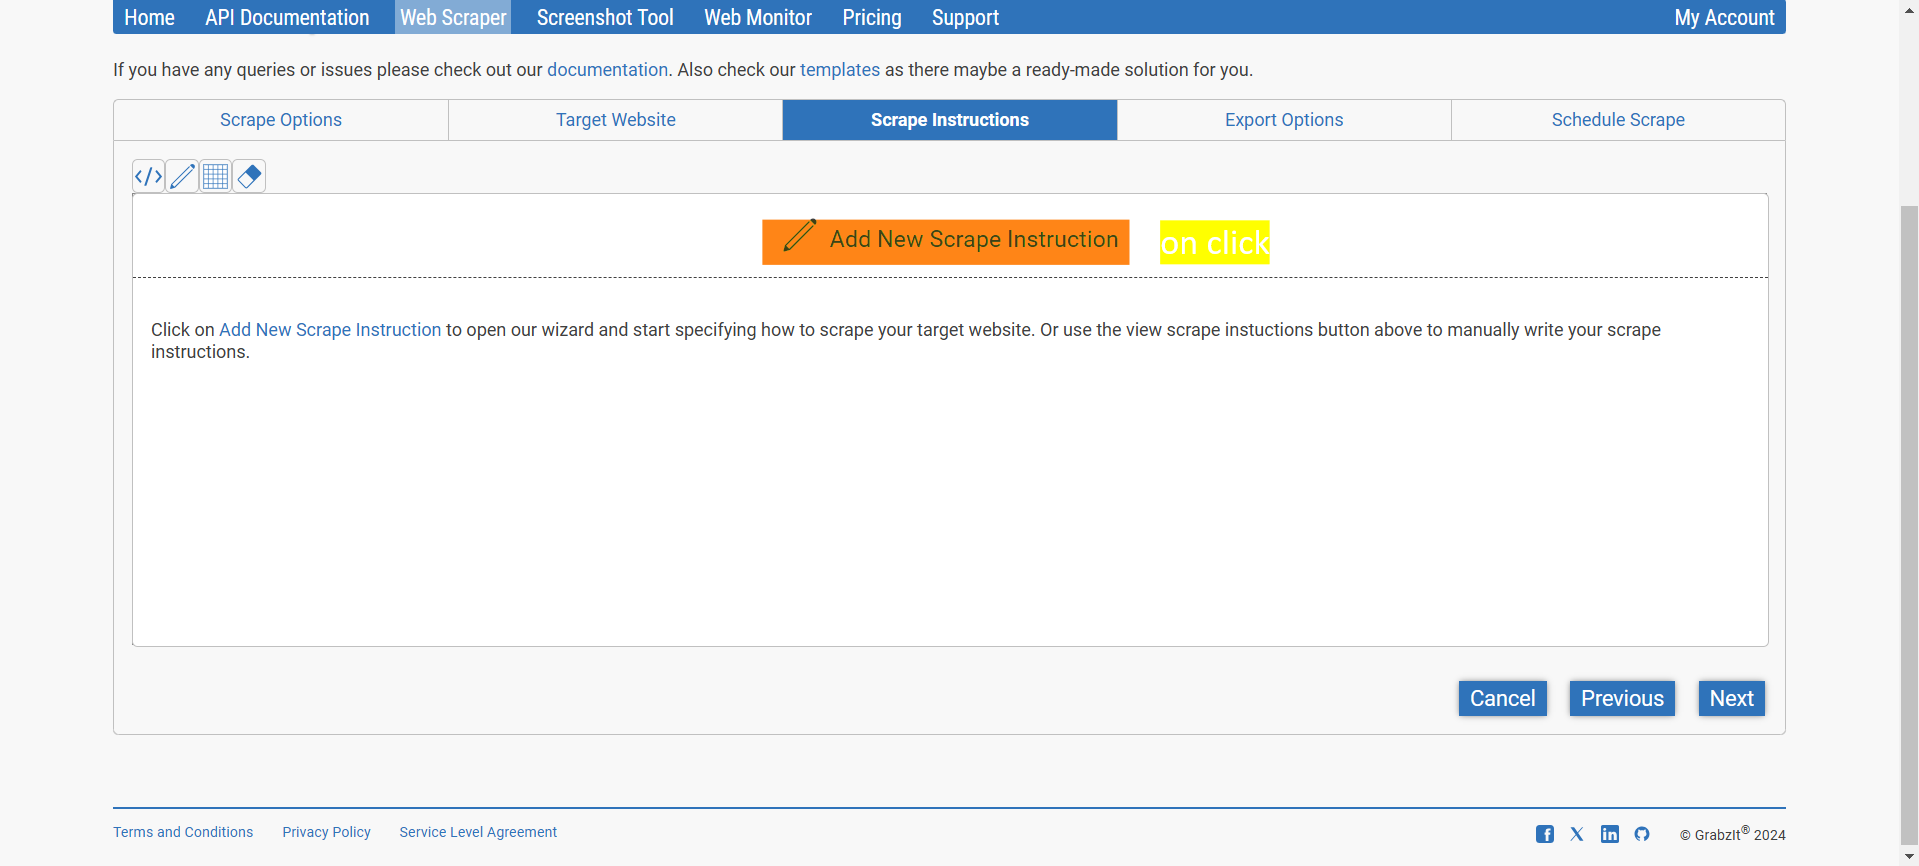 Home API Documentation Web Scraper Screenshot Tool Web Monitor Pricing Support My Account
If you have any queries or issues please check out our documentation. Also check our templates as there maybe a ready-made solution for you.
Scrape Options Target Website Scrape Instructions Export Options Schedule Scrape
Add New Scrape Instruction on click
Click on Add New Scrape Instruction to open our wizard and start specifying how to scrape your target website. Or use the view scrape instuctions button above to manually write your scrape
instructions.
Cancel Previous Next
Terms and Conditions Privacy Policy Service Level Agreement © GrabzIt® 2024